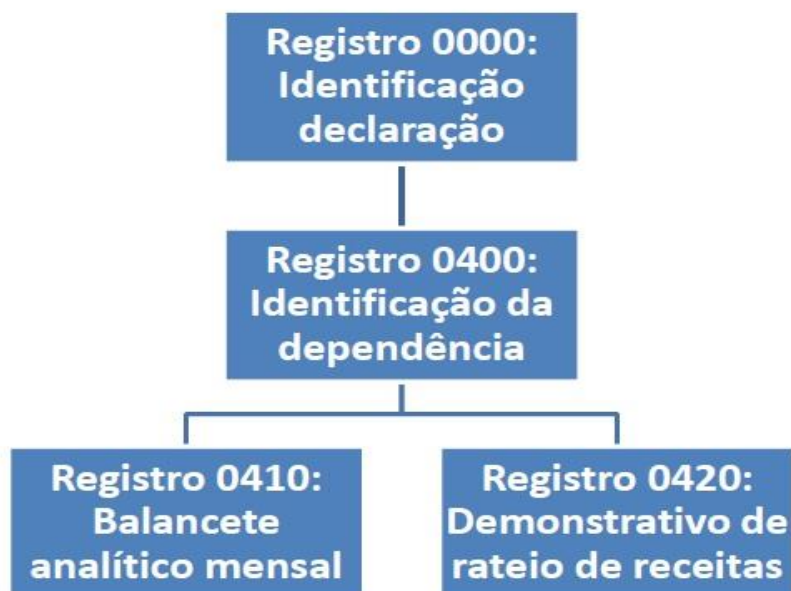 Registro 0000:
Identificação
declaração
Registro 0400:
Identificação da
dependência
Registro 0410:
Balancete
analítico mensal
Registro 0420:
Demonstrativo de
rateio de receitas